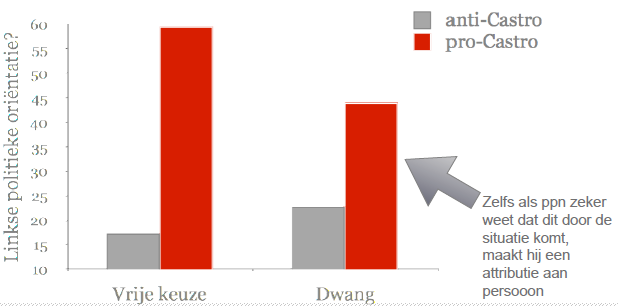 anti-Castro
pro-Castro
Linkse politieke oriëntatie?
60
55
50
45
40
35
30
25
20
15
10
Zelfs als ppn zeker
weet dat dit door de
situatie komt,
maakt hij een
attributie aan
persooon
Vrije keuze
Dwang